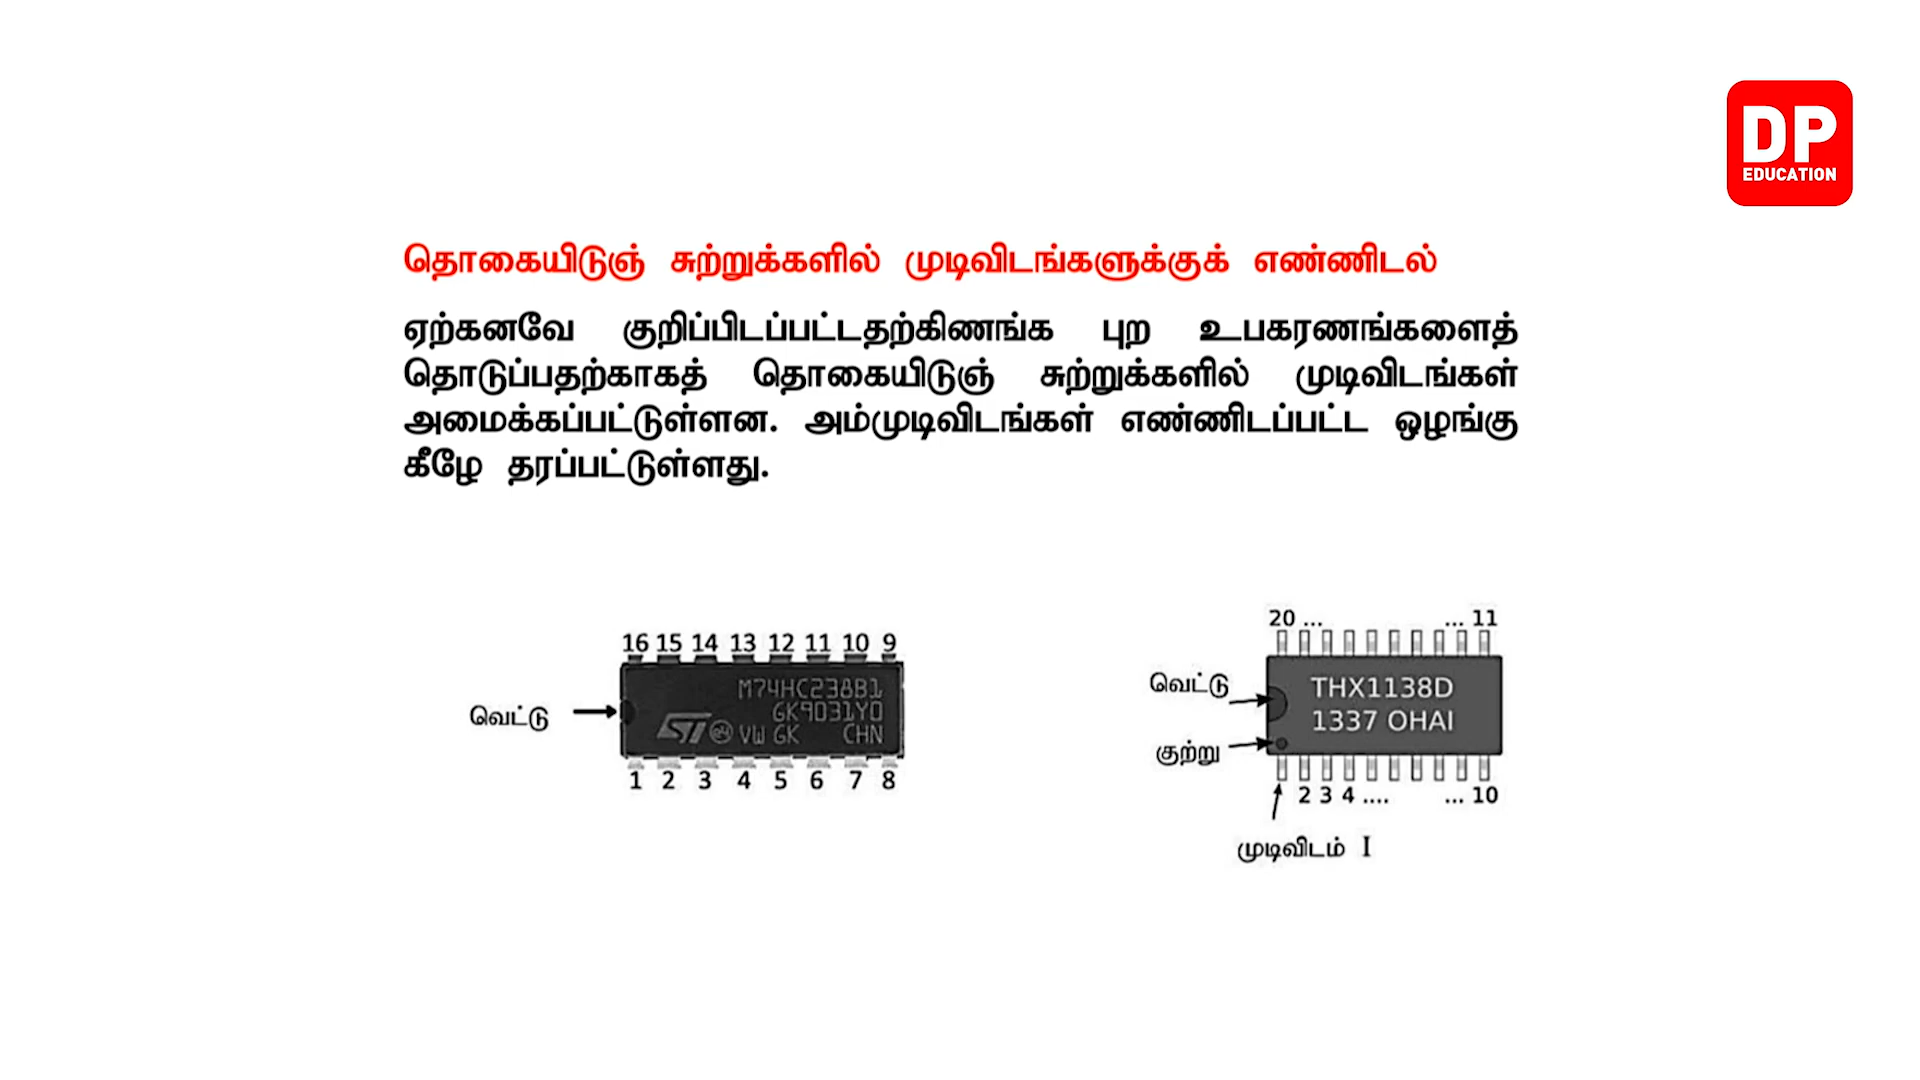 DP
EDUCATION
தொகையிடுஞ் சுற்றுக்களில் முடிவிடங்களுக்குக் எண்ணிடல்
ஏற்கனவே குறிப்பிடப்பட்டதற்கிணங்க புற உபகரணங்களைத்
தொடுப்பதற்காகத் தொகையிடுஞ் சுற்றுக்களில் முடிவிடங்கள்
அமைக்கப்பட்டுள்ளன. அம்முடிவிடங்கள் எண்ணிடப்பட்ட ஒழங்கு
கீழே தரப்பட்டுள்ளது.
16 15 14 13 12 11 10 9
வெட்டு
M74HC238B1
GK9031Y0
ST e4 VW GK CHN
1 2 3 4 5 6 7 8
20 ... ... 11
வெட்டு
THX1138D
1337 OHAI
குற்று
2 3 4 .... ... 10
முடிவிடம் I